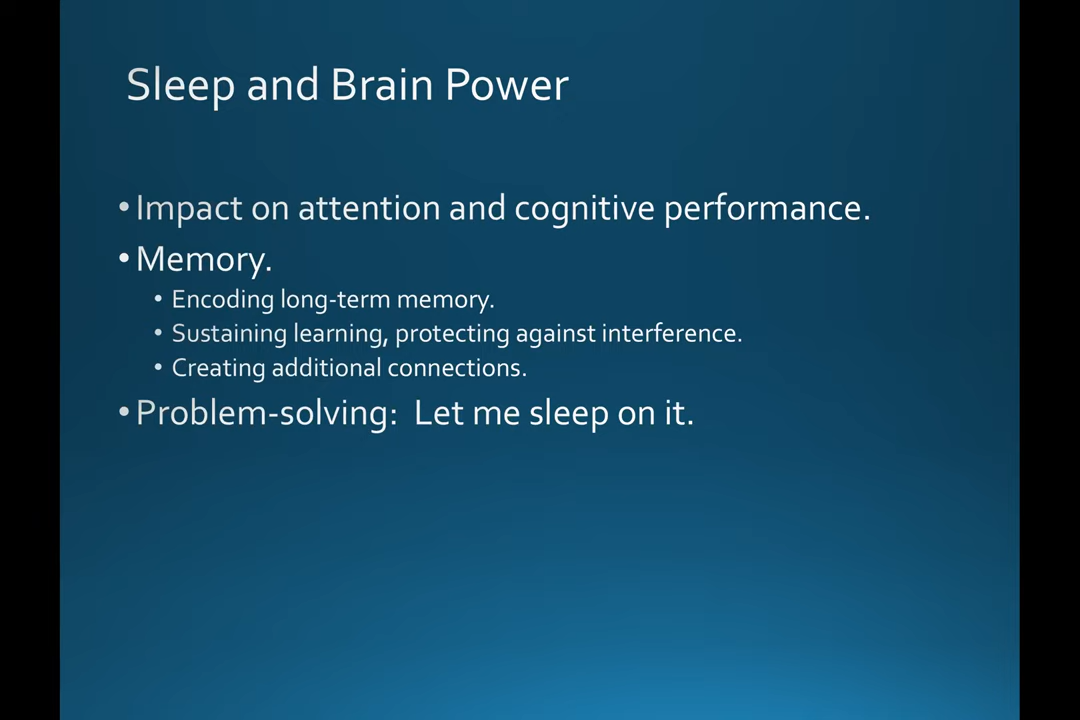 Sleep and Brain Power
•Impact on attention and cognitive performance.
•Memory.
• Encoding long-term memory.
• Sustaining learning, protecting against interference.
• Creating additional connections.
•Problem-solving:  Let me sleep on it.